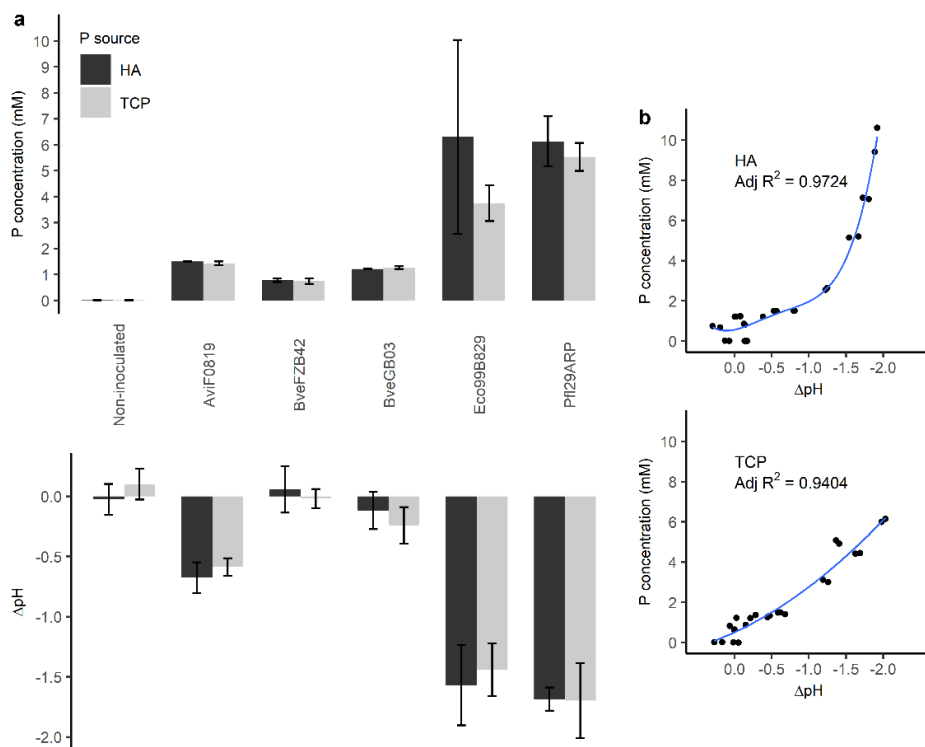 a
P source
HA
TCP
P concentration (mM)
10
9
8
7
6
5
4
3
2
1
0
Non-inoculated
AviF0819
BveFZB42
BveGB03
Eco99B829
Pfl29ARP
ΔpH
0.0
-0.5
-1.0
-1.5
-2.0
b
HA
Adj R² = 0.9724
P concentration (mM)
10
8
6
4
2
0
0.0 -0.5 -1.0 -1.5 -2.0
ΔpH
TCP
Adj R² = 0.9404
P concentration (mM)
10
8
6
4
2
0
0.0 -0.5 -1.0 -1.5 -2.0
ΔpH